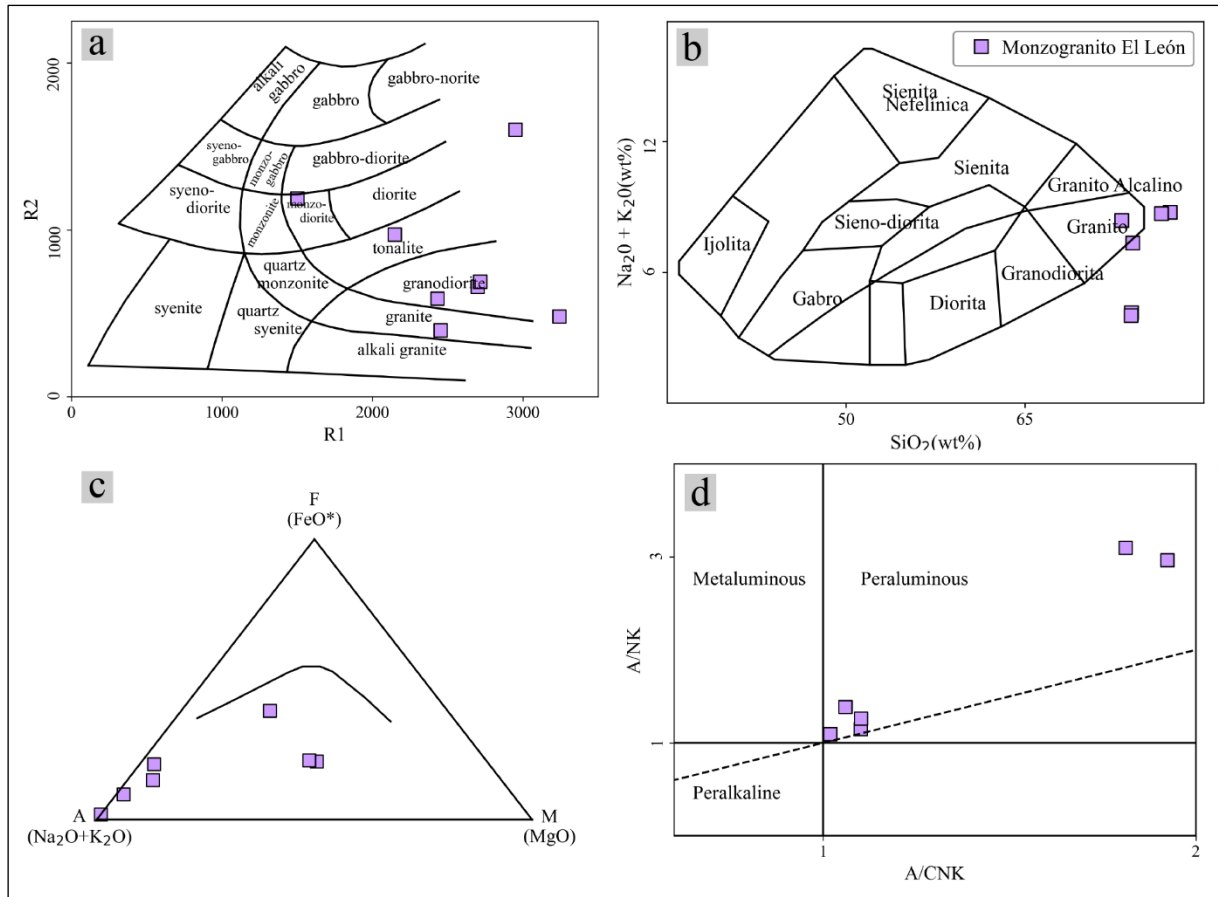 a
2000
1000
0
R2
0
1000
2000
3000
R1
alkali
gabbro
gabbro
gabbro-norite
syeno-
gabbro
monzo-
gabbro
gabbro-diorite
syeno-
diorite
monzonite
monzo-
diorite
diorite
tonalite
quartz
monzonite
granodiorite
syenite
quartz
syenite
granite
alkali granite
b
Monzogranito El León
12
6
Na₂0 + K₂0(wt%)
50
65
SiO₂(wt%)
Sienita
Nefelinica
Sienita
Granito Alcalino
Ijolita
Sieno-diorita
Granito
Gabro
Diorita
Granodiorita
c
F
(FeO*)
A
(Na₂O+K₂O)
M
(MgO)
d
3
1
A/NK
Metaluminous
Peraluminous
Peralkaline
1
2
A/CNK